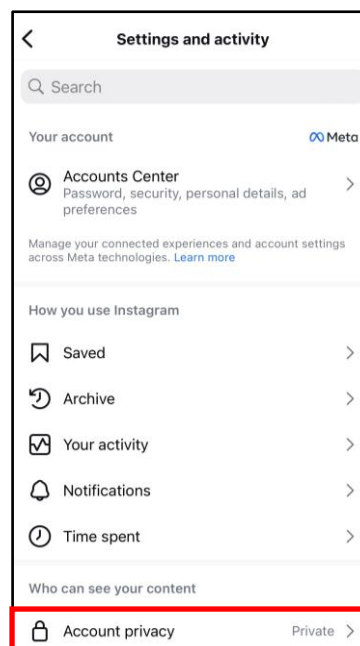 Settings and activity
Search
Your account Meta
Accounts Center
Password, security, personal details, ad
preferences
Manage your connected experiences and account settings
across Meta technologies. Learn more
How you use Instagram
Saved
Archive
Your activity
Notifications
Time spent
Who can see your content
Account privacy Private